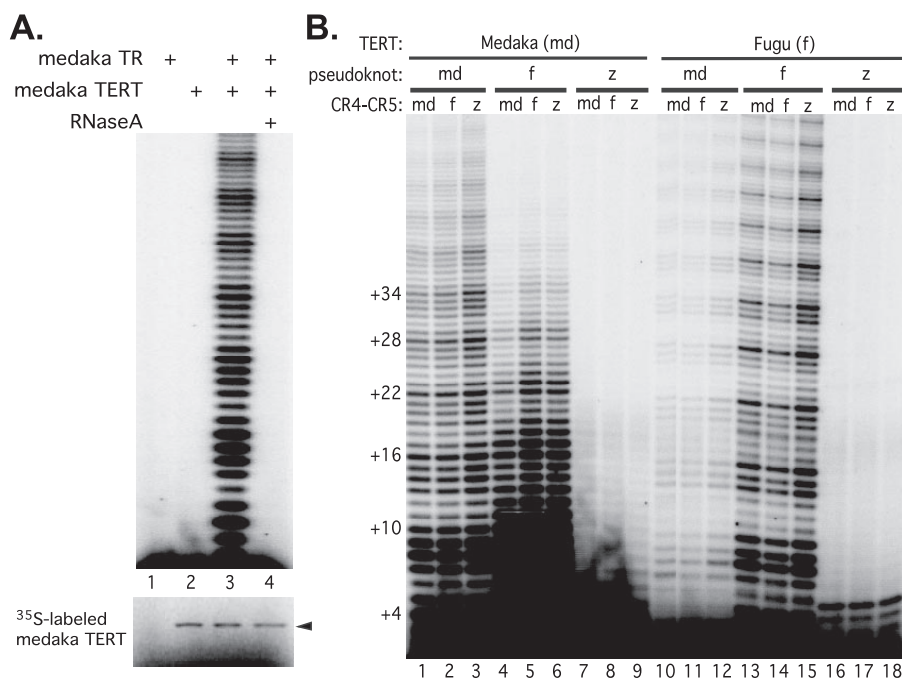 A.
medaka TR + + +
medaka TERT + + +
RNaseA +
1 2 3 4
35S-labeled
medaka TERT
B.
TERT: Medaka (md) Fugu (f)
pseudoknot: md f z md f z
CR4-CR5: md f z md f z md f z md f z md f z md f z
+34
+28
+22
+16
+10
+4
1 2 3 4 5 6 7 8 9 10 11 12 13 14 15 16 17 18